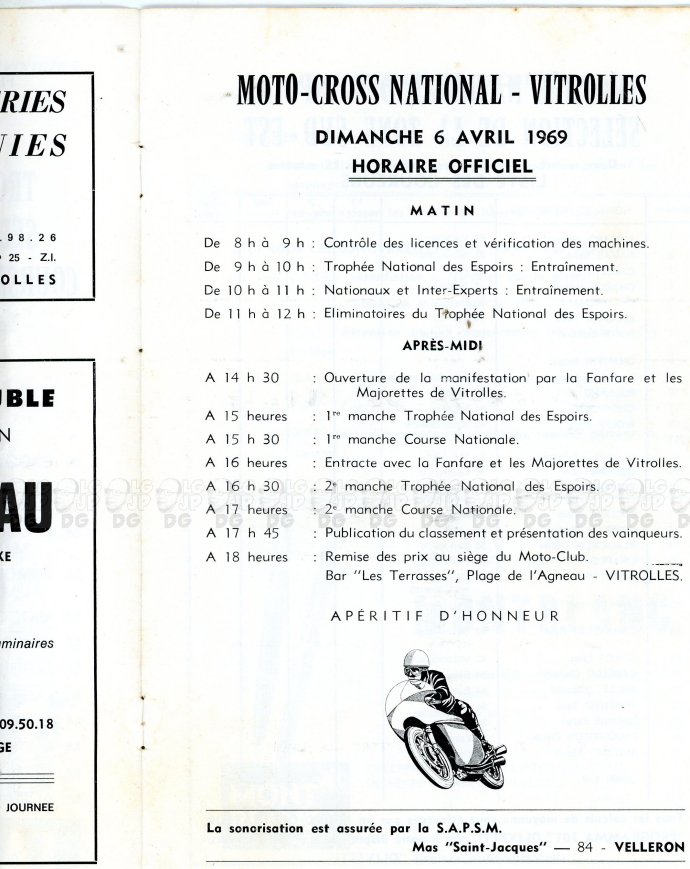 MOTO-CROSS NATIONAL - VITROLLES
DIMANCHE 6 AVRIL 1969
HORAIRE OFFICIEL
MATIN
De 8 h à 9 h : Contrôle des licences et vérification des machines.
De 9 h à 10 h : Trophée National des Espoirs : Entraînement.
De 10 h à 11 h : Nationaux et Inter-Experts : Entraînement.
De 11 h à 12 h : Eliminatoires du Trophée National des Espoirs.
APRÈS-MIDI
A 14 h 30 : Ouverture de la manifestation par la Fanfare et les
Majorettes de Vitrolles.
A 15 heures : 1re manche Trophée National des Espoirs.
A 15 h 30 : 1re manche Course Nationale.
A 16 heures : Entracte avec la Fanfare et les Majorettes de Vitrolles.
A 16 h 30 : 2e manche Trophée National des Espoirs.
A 17 heures : 2e manche Course Nationale.
A 17 h 45 : Publication du classement et présentation des vainqueurs.
A 18 heures : Remise des prix au siège du Moto-Club.
Bar "Les Terrasses", Plage de l'Agneau - VITROLLES.
APÉRITIF D'HONNEUR
La sonorisation est assurée par la S.A.P.S.M.
Mas "Saint-Jacques" — 84 - VELLERON
RIES
.98.26
25 - Z.I.
OLLES
UBLE
N
AU
KE
minaires
09.50.18
GE
JOURNEE